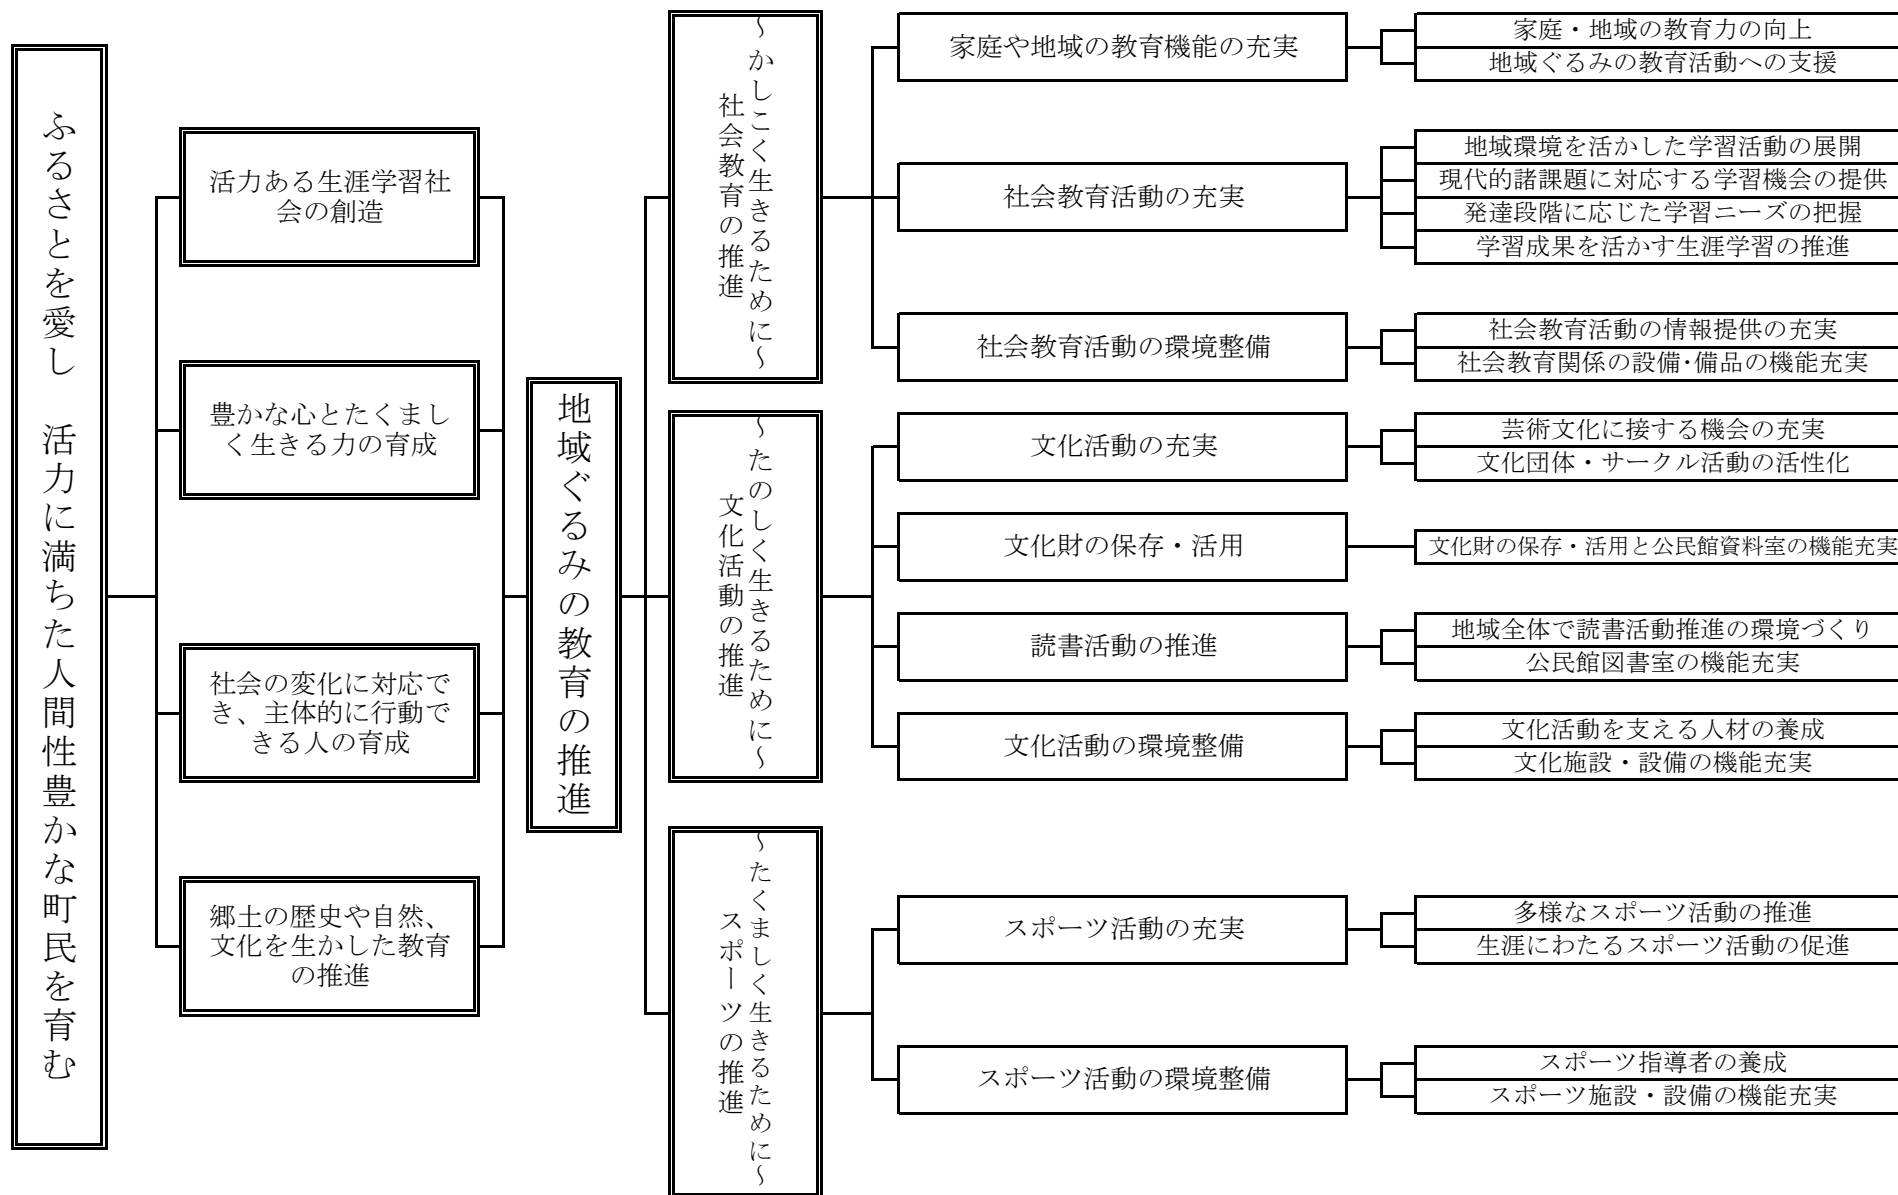 ふるさとを愛し　活力に満ちた人間性豊かな町民を育む
活力ある生涯学習社
会の創造
豊かな心とたくまし
く生きる力の育成
社会の変化に対応で
き、主体的に行動で
きる人の育成
郷土の歴史や自然、
文化を生かした教育
の推進
地域ぐるみの教育の推進
～かしこく生きるために～
社会教育の推進
家庭や地域の教育機能の充実
家庭・地域の教育力の向上
地域ぐるみの教育活動への支援
社会教育活動の充実
地域環境を活かした学習活動の展開
現代的諸課題に対応する学習機会の提供
発達段階に応じた学習ニーズの把握
学習成果を活かす生涯学習の推進
社会教育活動の環境整備
社会教育活動の情報提供の充実
社会教育関係の設備･備品の機能充実
～たのしく生きるために～
文化活動の推進
文化活動の充実
芸術文化に接する機会の充実
文化団体・サークル活動の活性化
文化財の保存・活用
文化財の保存・活用と公民館資料室の機能充実
読書活動の推進
地域全体で読書活動推進の環境づくり
公民館図書室の機能充実
文化活動の環境整備
文化活動を支える人材の養成
文化施設・設備の機能充実
～たくましく生きるために～
スポーツの推進
スポーツ活動の充実
多様なスポーツ活動の推進
生涯にわたるスポーツ活動の促進
スポーツ活動の環境整備
スポーツ指導者の養成
スポーツ施設・設備の機能充実